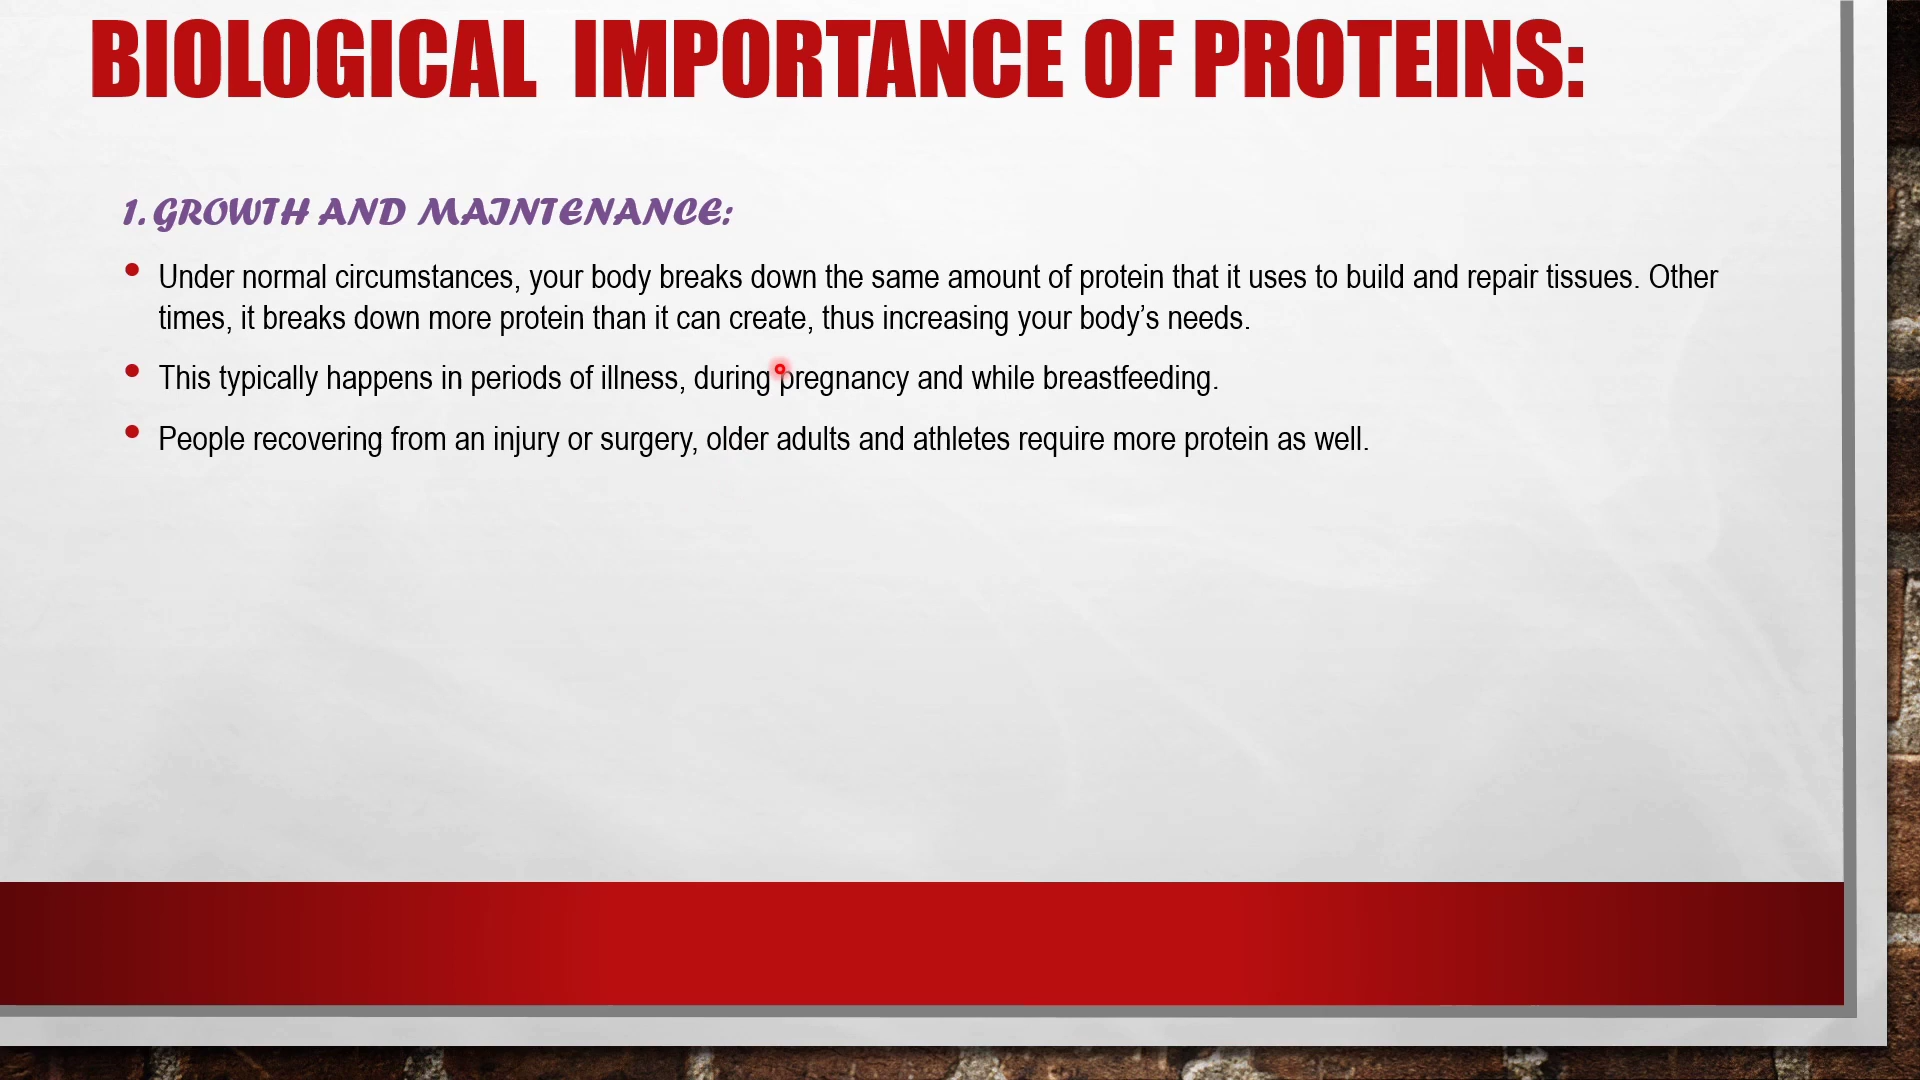 BIOLOGICAL IMPORTANCE OF PROTEINS:
1. GROWTH AND MAINTENANCE:
• Under normal circumstances, your body breaks down the same amount of protein that it uses to build and repair tissues. Other
times, it breaks down more protein than it can create, thus increasing your body’s needs.
• This typically happens in periods of illness, during pregnancy and while breastfeeding.
• People recovering from an injury or surgery, older adults and athletes require more protein as well.